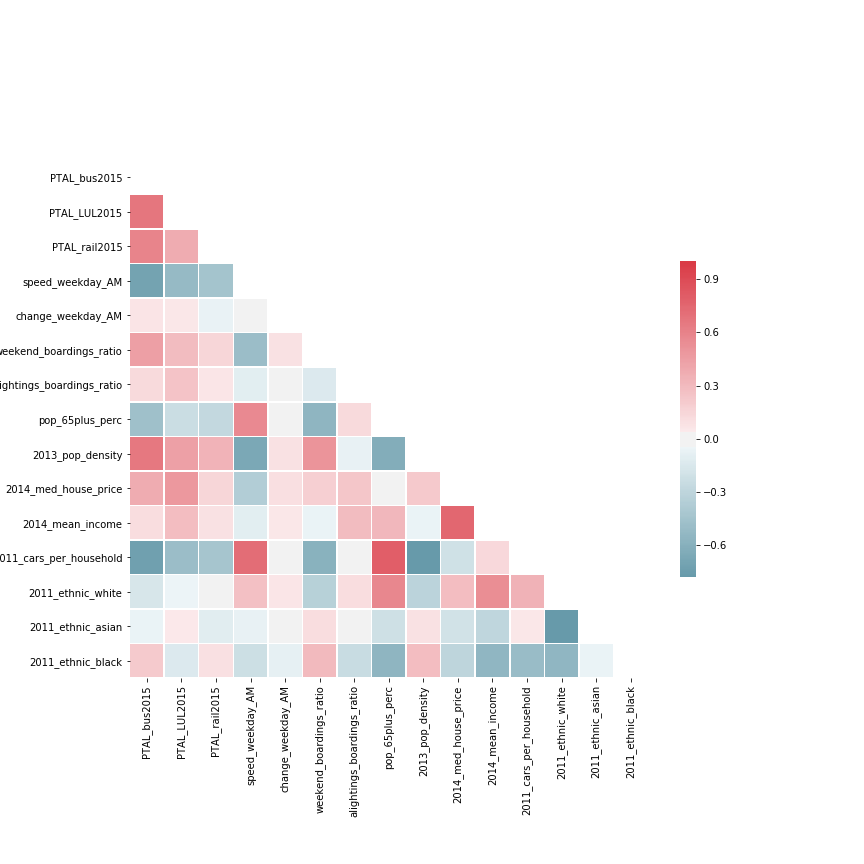 PTAL_bus2015
PTAL_LUL2015
PTAL_rail2015
speed_weekday_AM
change_weekday_AM
weekend_boardings_ratio
ightings_boardings_ratio
pop_65plus_perc
2013_pop_density
2014_med_house_price
2014_mean_income
2011_cars_per_household
2011_ethnic_white
2011_ethnic_asian
2011_ethnic_black
PTAL_bus2015
PTAL_LUL2015
PTAL_rail2015
speed_weekday_AM
change_weekday_AM
weekend_boardings_ratio
alightings_boardings_ratio
pop_65plus_perc
2013_pop_density
2014_med_house_price
2014_mean_income
2011_cars_per_household
2011_ethnic_white
2011_ethnic_asian
2011_ethnic_black
0.9
0.6
0.3
0.0
−0.3
−0.6